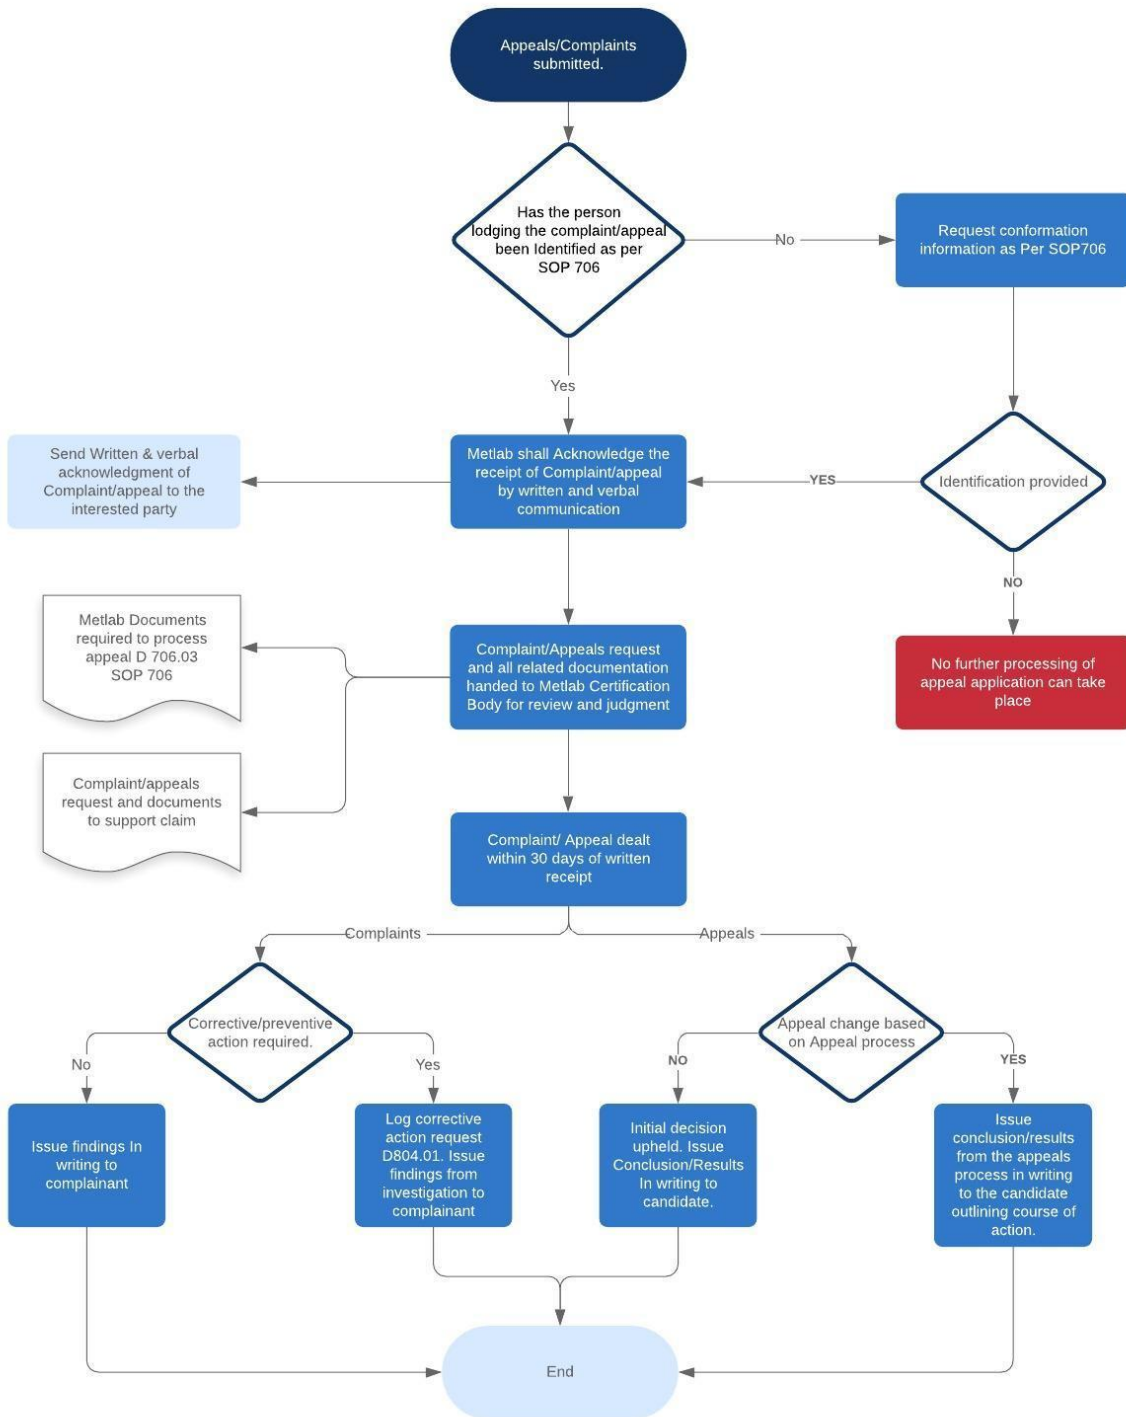 Appeals/Complaints
submitted.
Has the person
lodging the complaint/appeal
been Identified as per
SOP 706
No
Request conformation
information as Per SOP706
Yes
Send Written & verbal
acknowledgment of
Complaint/appeal to the
interested party
Metlab shall Acknowledge the
receipt of Complaint/appeal
by written and verbal
communication
YES
Identification provided
NO
Metlab Documents
required to process
appeal D 706.03
SOP 706
Complaint/Appeals request
and all related documentation
handed to Metlab Certification
Body for review and judgment
No further processing of
appeal application can take
place
Complaint/appeals
request and documents
to support claim
Complaint/ Appeal dealt
within 30 days of written
receipt
Complaints
Appeals
Corrective/preventive
action required.
Appeal change based
on Appeal process
No
Yes
NO
YES
Issue findings In
writing to
complainant
Log corrective
action request
D804.01. Issue
findings from
investigation to
complainant
Initial decision
upheld. Issue
Conclusion/Results
In writing to
candidate.
Issue
conclusion/results
from the appeals
process in writing
to the candidate
outlining course of
action.
End